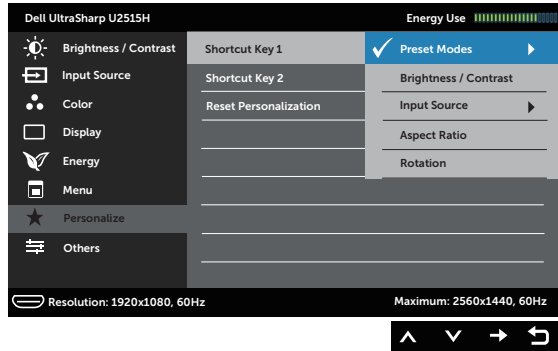 Dell UltraSharp U2515H Energy Use
Brightness / Contrast Shortcut Key 1 Preset Modes
Input Source Shortcut Key 2 Brightness / Contrast
Color Reset Personalization Input Source
Display Aspect Ratio
Energy Rotation
Menu
Personalize
Others
Resolution: 1920x1080, 60Hz Maximum: 2560x1440, 60Hz